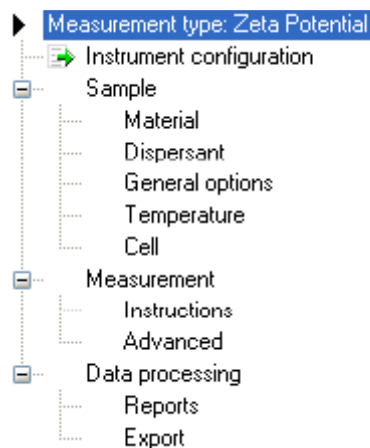 Measurement type: Zeta Potential
Instrument configuration
Sample
Material
Dispersant
General options
Temperature
Cell
Measurement
Instructions
Advanced
Data processing
Reports
Export